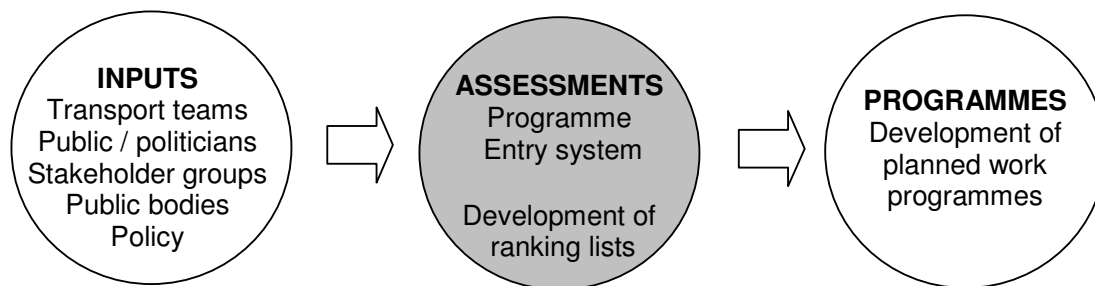 INPUTS
Transport teams
Public / politicians
Stakeholder groups
Public bodies
Policy
ASSESSMENTS
Programme
Entry system
Development of
ranking lists
PROGRAMMES
Development of
planned work
programmes